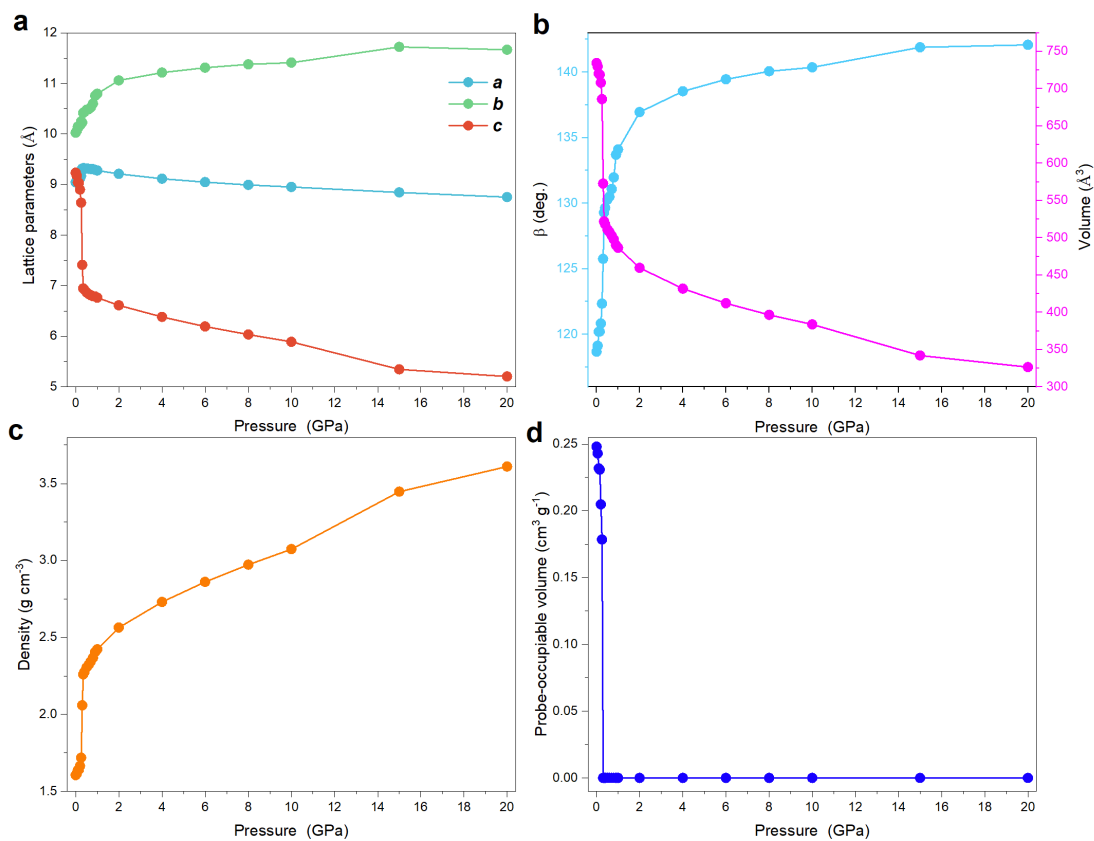 a
12
11
10
9
8
7
6
5
Lattice parameters (Å)
a
b
c
0 2 4 6 8 10 12 14 16 18 20
Pressure (GPa)
b
140
135
130
125
120
β (deg.)
750
700
650
600
550
500
450
400
350
300
Volume (Å³)
0 2 4 6 8 10 12 14 16 18 20
Pressure (GPa)
c
3.5
3.0
2.5
2.0
1.5
Density (g cm⁻³)
0 2 4 6 8 10 12 14 16 18 20
Pressure (GPa)
d
0.25
0.20
0.15
0.10
0.05
0.00
Probe-occupiable volume (cm³ g⁻¹)
0 2 4 6 8 10 12 14 16 18 20
Pressure (GPa)